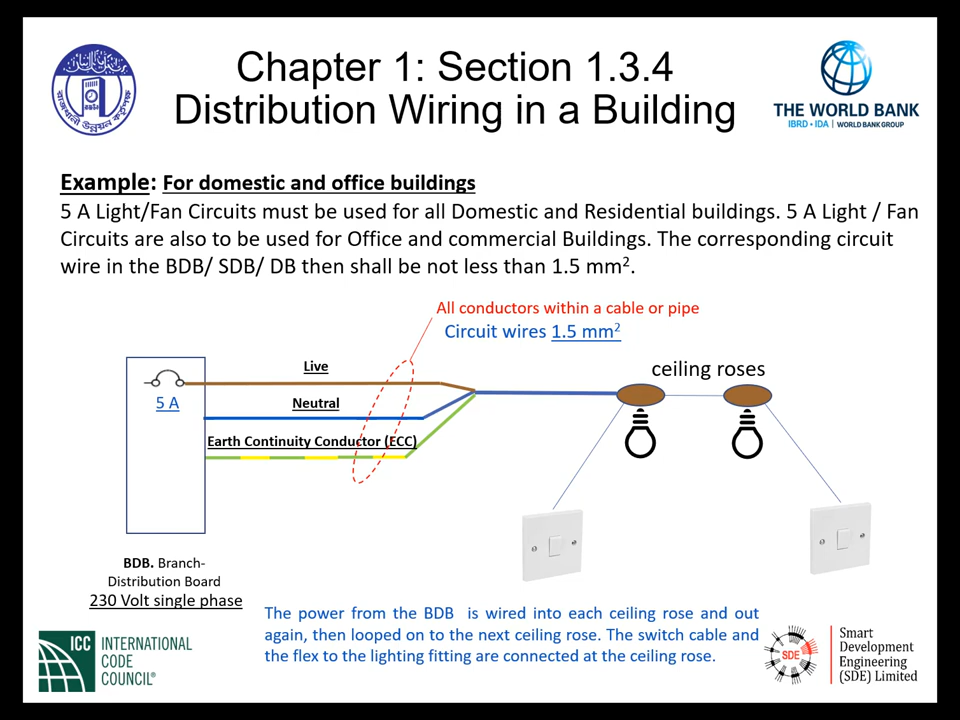 Chapter 1: Section 1.3.4
Distribution Wiring in a Building
THE WORLD BANK
IBRD • IDA | WORLD BANK GROUP
Example: For domestic and office buildings
5 A Light/Fan Circuits must be used for all Domestic and Residential buildings. 5 A Light / Fan
Circuits are also to be used for Office and commercial Buildings. The corresponding circuit
wire in the BDB/ SDB/ DB then shall be not less than 1.5 mm².
All conductors within a cable or pipe
Circuit wires 1.5 mm²
Live
ceiling roses
5 A
Neutral
Earth Continuity Conductor (ECC)
BDB. Branch-
Distribution Board
230 Volt single phase
The power from the BDB is wired into each ceiling rose and out
again, then looped on to the next ceiling rose. The switch cable and
the flex to the lighting fitting are connected at the ceiling rose.
ICC INTERNATIONAL
CODE
COUNCIL®
SDE
Smart
Development
Engineering
(SDE) Limited